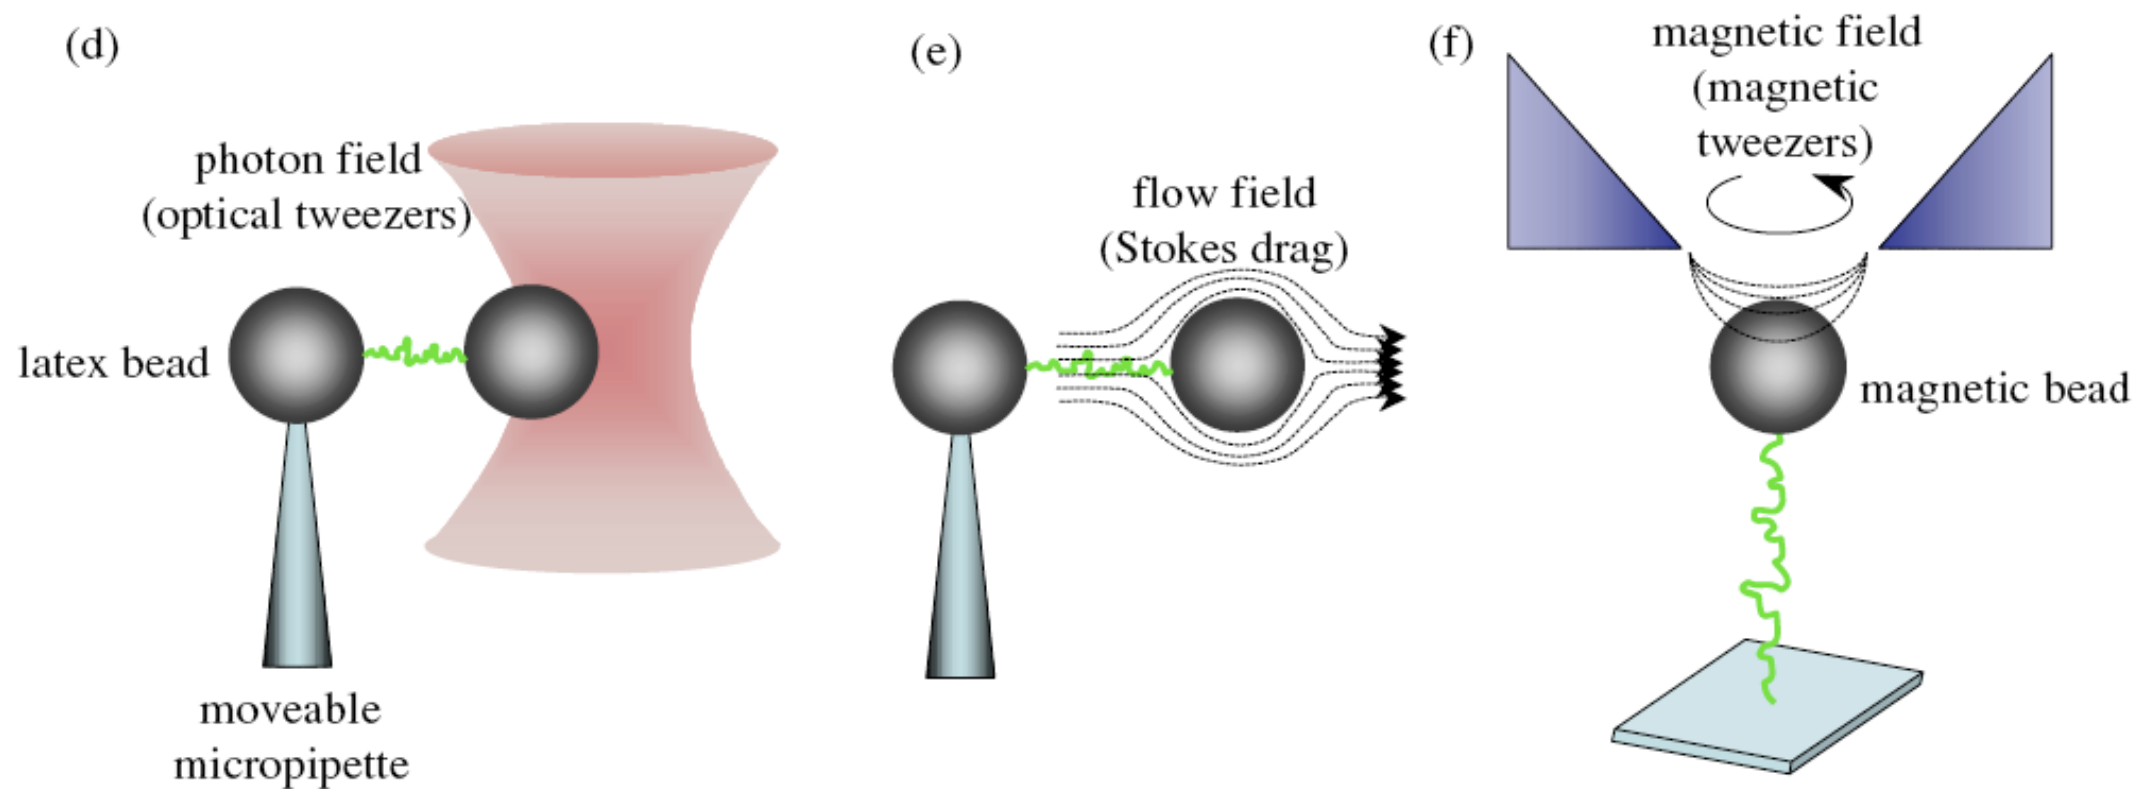 (d)
photon field
(optical tweezers)
latex bead
moveable
micropipette
(e)
flow field
(Stokes drag)
(f)
magnetic field
(magnetic
tweezers)
magnetic bead